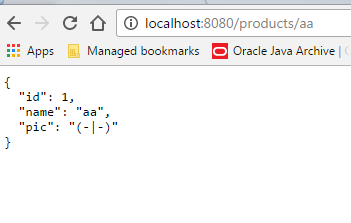 localhost:8080/products/aa
Apps Managed bookmarks Oracle Java Archive
{
  "id": 1,
  "name": "aa",
  "pic": "(-|-)"
}